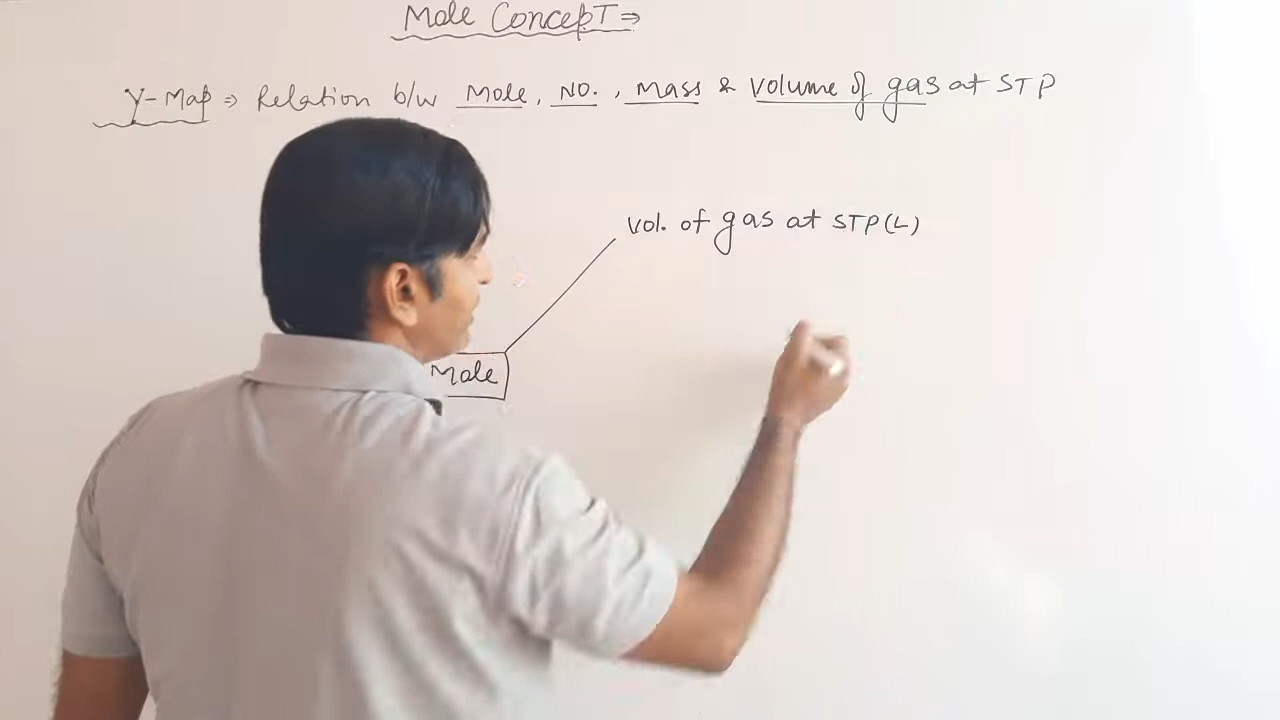 Mole Concept ⇒
Y-Map ⇒ Relation b/w Mole, NO., Mass & Volume of gas at STP
Vol. of gas at STP(L)
Mole